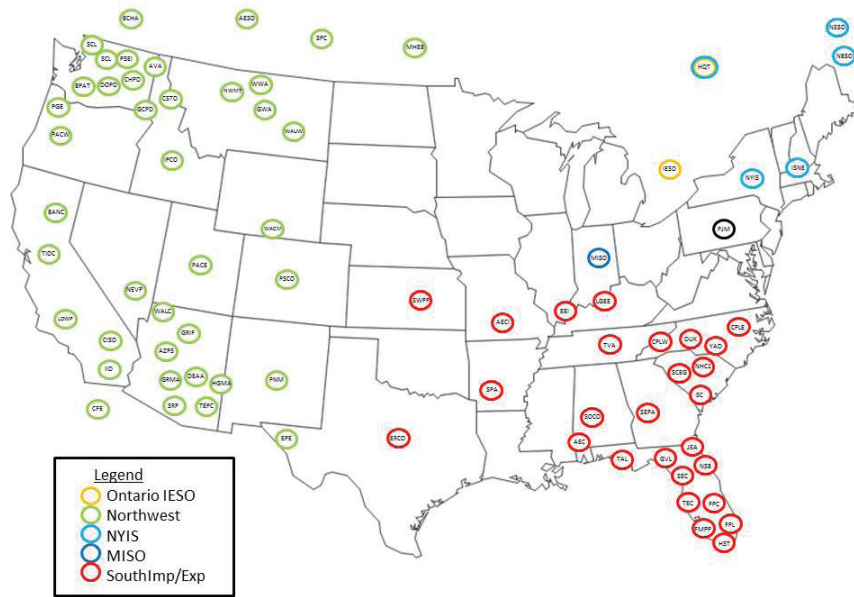 BCHA
AESO
SPC
MHEB
NSSO
NBSO
HQT
SCL
SCL
PSEI
AVA
BPAT
DOPD
CHPD
CSTO
PGE
GCPD
PACW
NWMT
WWA
GWA
WAUW
IPCO
IESO
NYIS
ISNE
PJM
BANC
WACM
TIDC
PACE
PSCO
MISO
NEVP
SWPP
EEI
LGEE
WALC
LDWP
AECI
CISO
GRIF
AZPS
TVA
CPLW
DUK
YAD
CPLE
IID
GRMA
DEAA
HGMA
PNM
SPA
SCEG
NHC1
SC
CFE
SRP
TEPC
SOCO
SEPA
EPE
ERCO
AEC
TAL
GVL
JEA
NSB
SEC
TEC
FPC
FMPP
FPL
HST
Legend
Ontario IESO
Northwest
NYIS
MISO
SouthImp/Exp